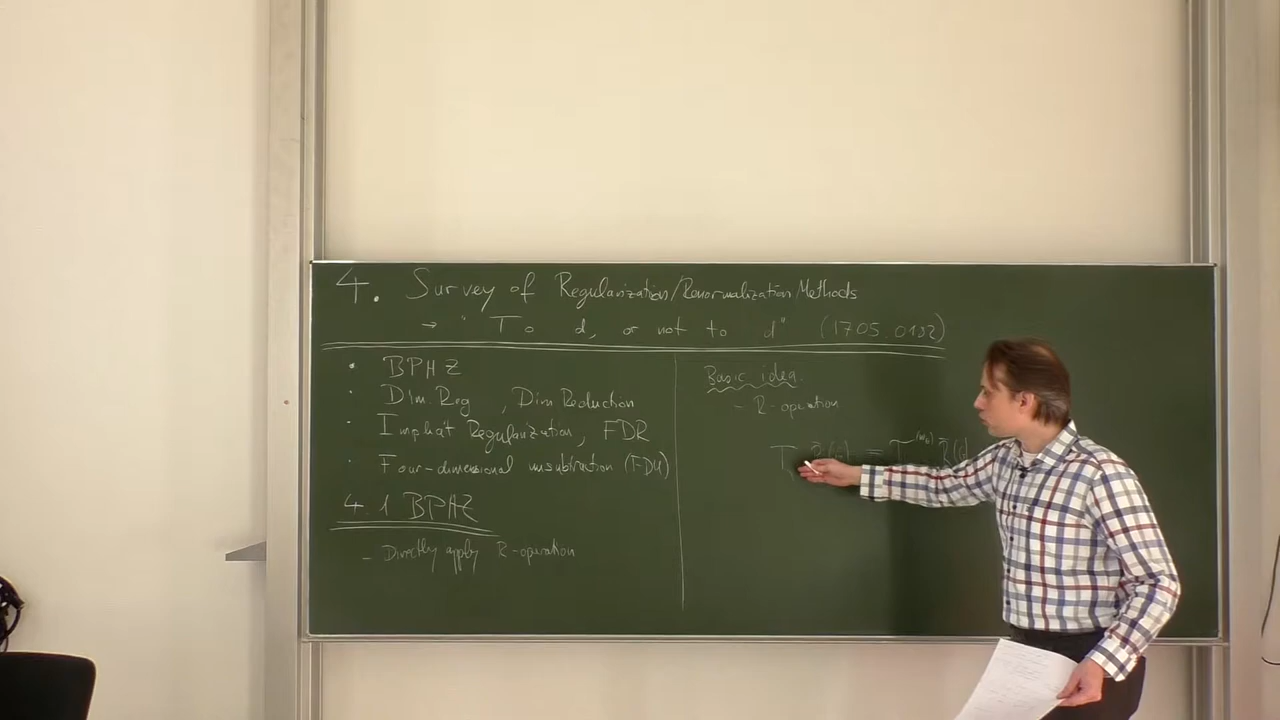 4. Survey of Regularization/Renormalization Methods
→ "To d, or not to d" (1705.0192)
• BPHZ
• Dim. Reg, Dim Reduction
• Implicit Regularization, FDR
• Four-dimensional unsubtraction (FDU)
4.1 BPHZ
- Directly apply R-operation
Basic idea
- R-operation
T R̄(G) = T R̄(G)